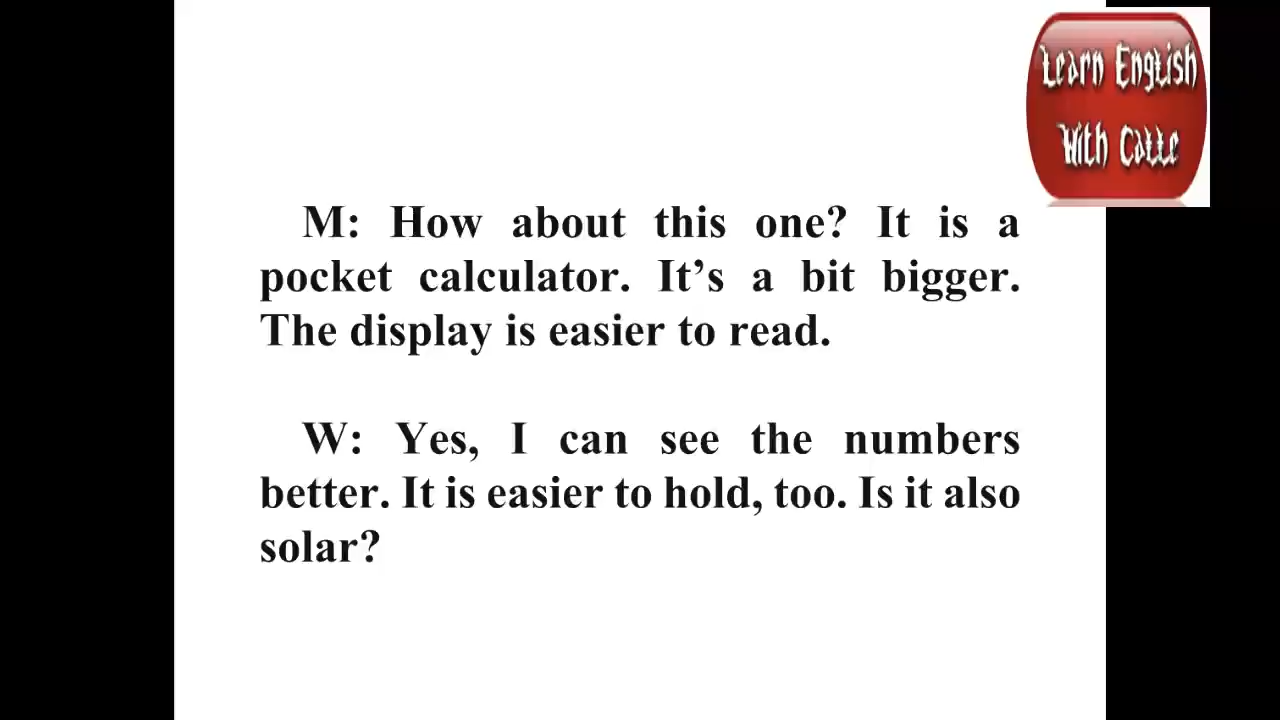 Learn English
With Catte
M: How about this one? It is a
pocket calculator. It’s a bit bigger.
The display is easier to read.
W: Yes, I can see the numbers
better. It is easier to hold, too. Is it also
solar?